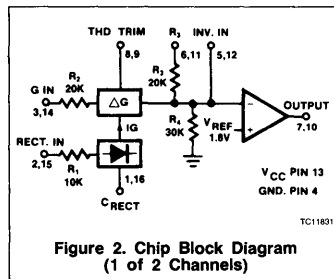 THD TRIM R3 INV. IN
8,9 6,11 5,12
R2
20K
R3
20K
G IN
3,14
ΔG
OUTPUT
7,10
IG
R4
30K
VREF
1.8V
RECT. IN
2,15
R1
10K
VCC PIN 13
GND. PIN 4
1,16
CRECT
TC11831
Figure 2. Chip Block Diagram
(1 of 2 Channels)